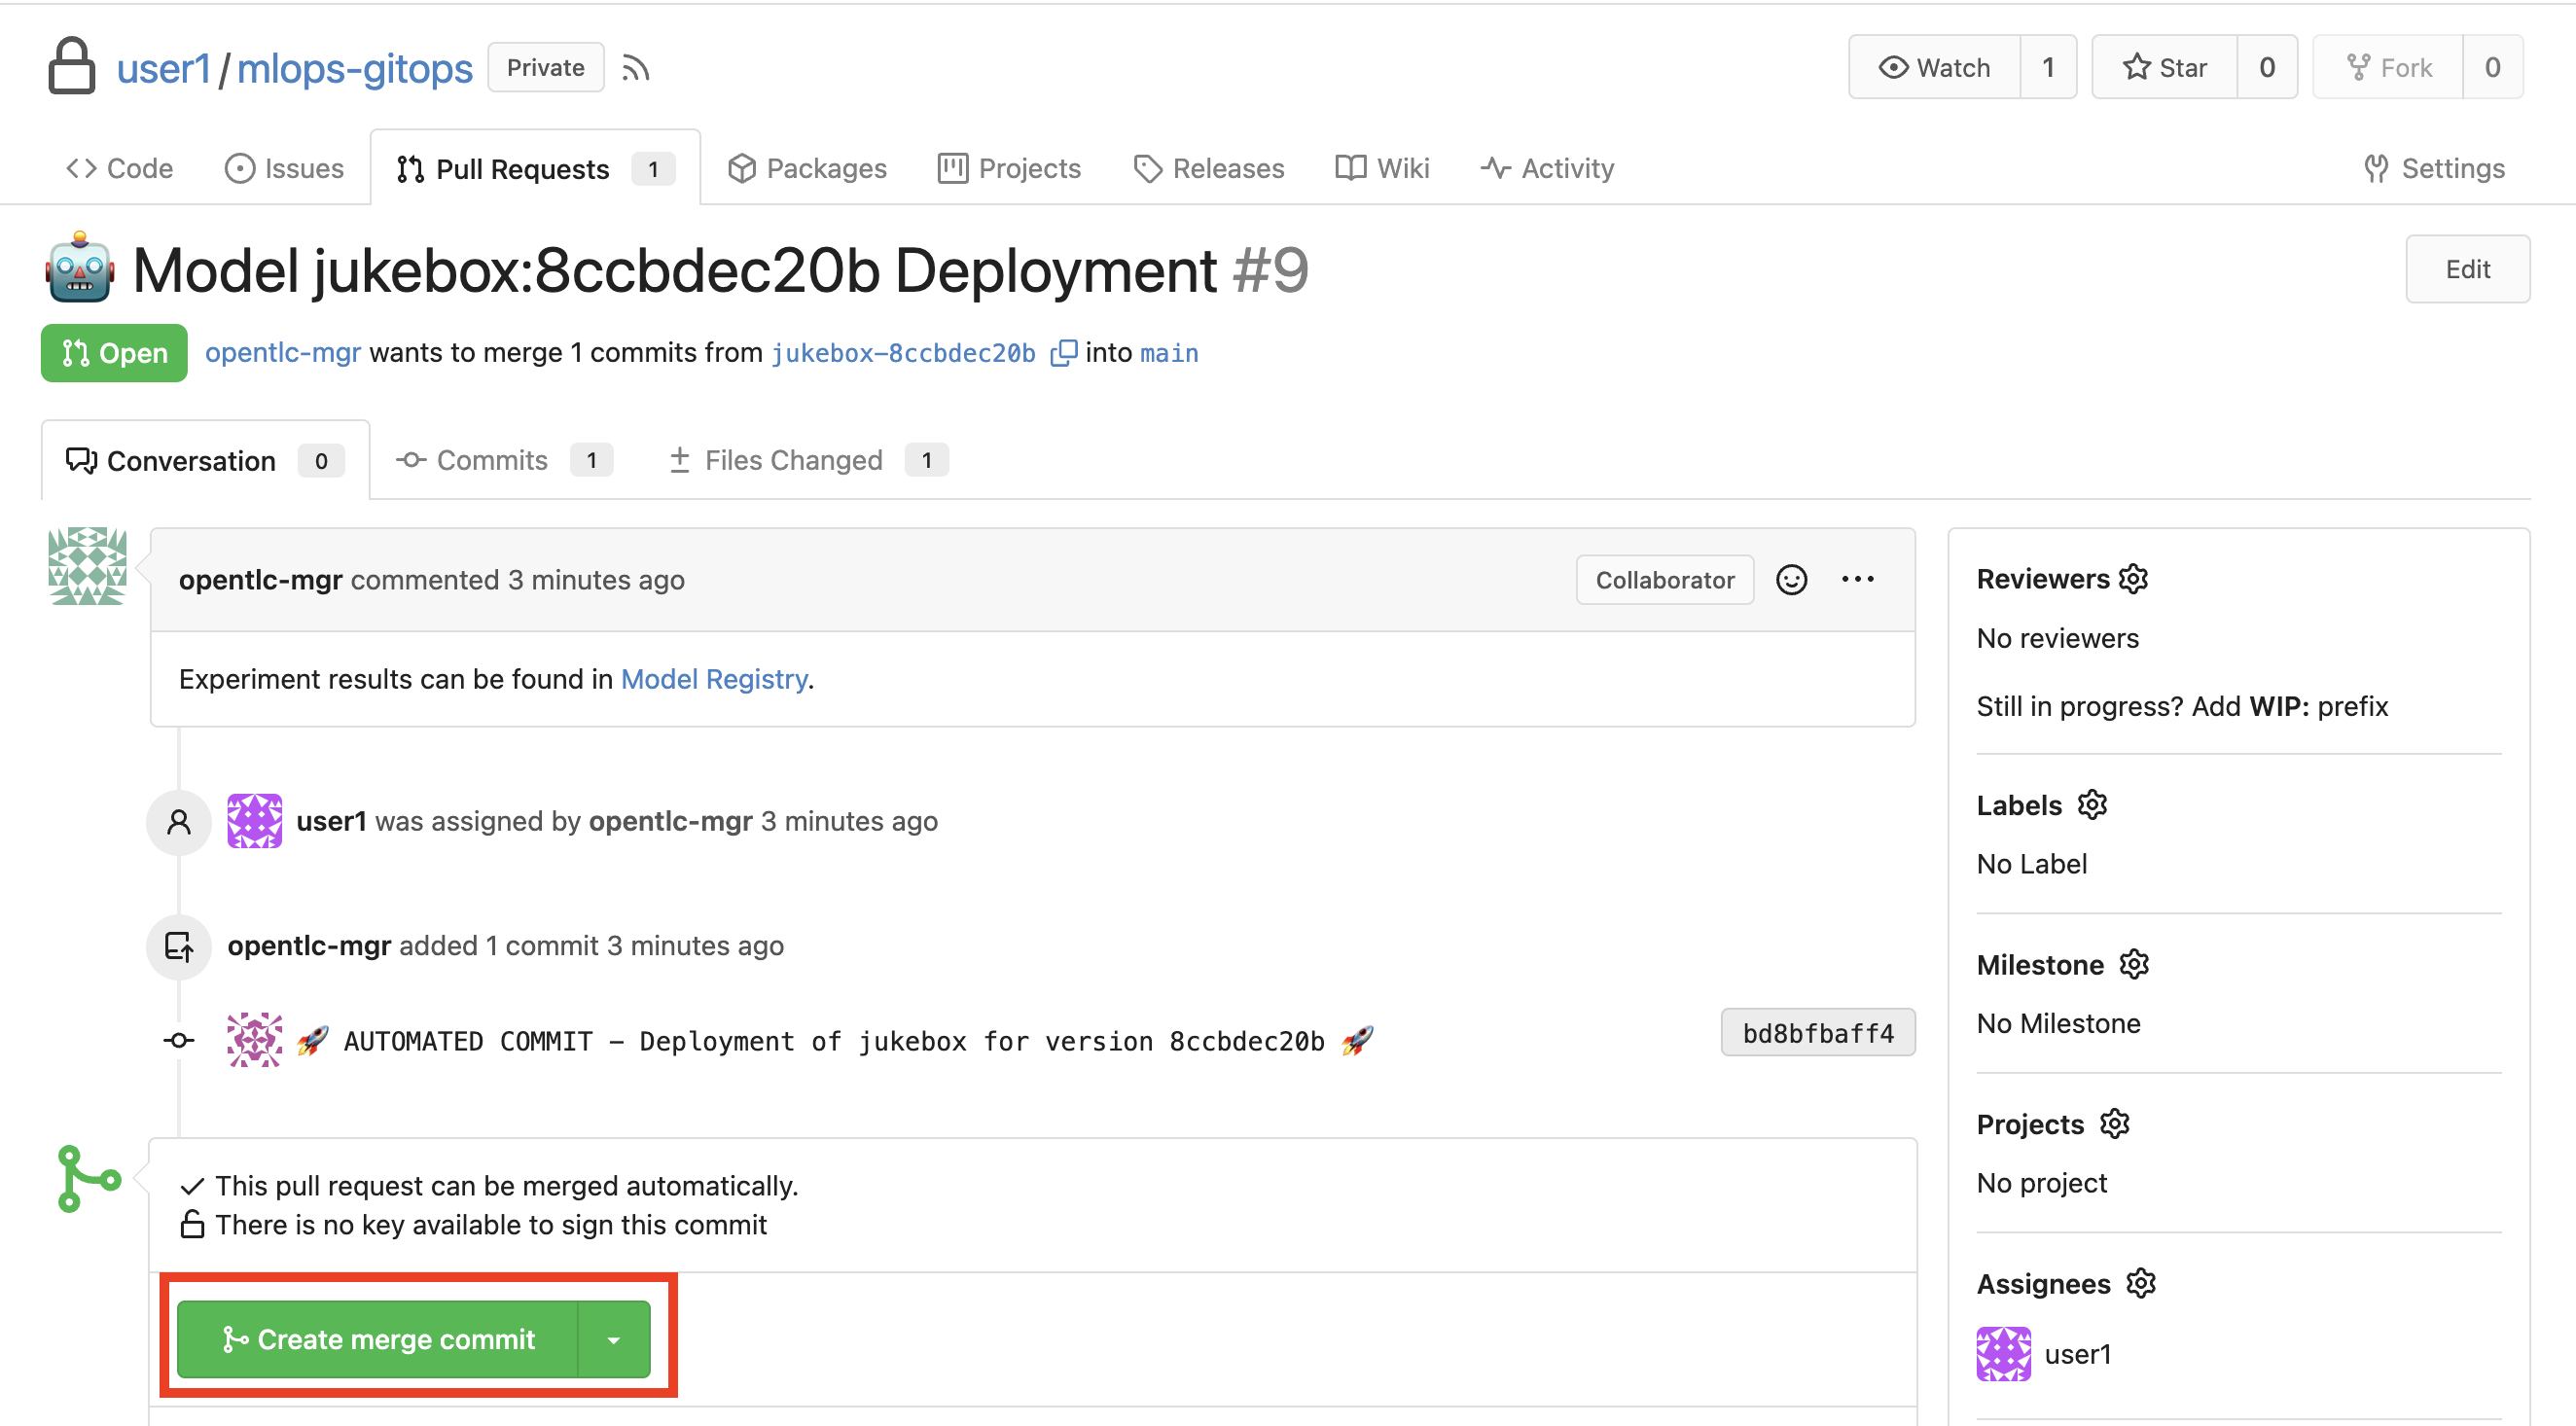 user1/mlops-gitops Private Watch 1 Star 0 Fork 0
Code Issues Pull Requests 1 Packages Projects Releases Wiki Activity Settings
Model jukebox:8ccbdec20b Deployment #9 Edit
Open opentlc-mgr wants to merge 1 commits from jukebox-8ccbdec20b into main
Conversation 0 Commits 1 Files Changed 1
opentlc-mgr commented 3 minutes ago Collaborator
Experiment results can be found in Model Registry.
user1 was assigned by opentlc-mgr 3 minutes ago
opentlc-mgr added 1 commit 3 minutes ago
🚀 AUTOMATED COMMIT – Deployment of jukebox for version 8ccbdec20b 🚀 bd8bfbaff4
This pull request can be merged automatically.
There is no key available to sign this commit
Create merge commit
Reviewers
No reviewers
Still in progress? Add WIP: prefix
Labels
No Label
Milestone
No Milestone
Projects
No project
Assignees
user1